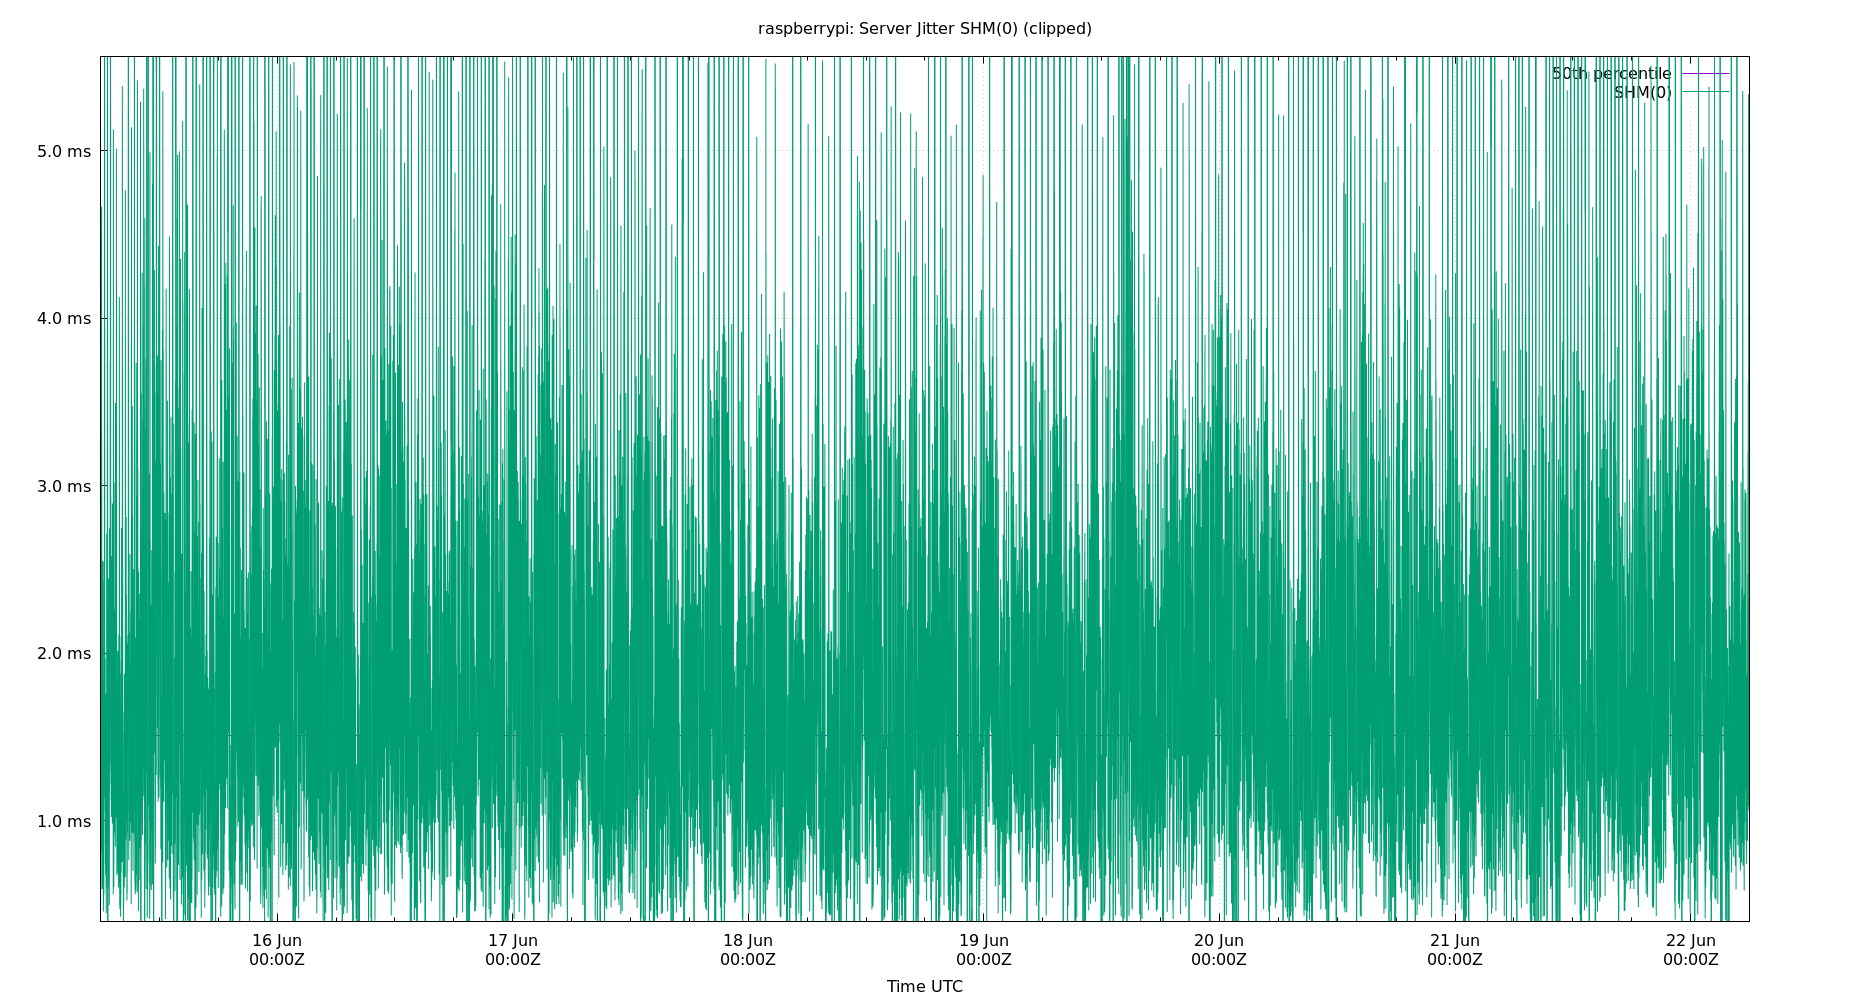 raspberrypi: Server Jitter SHM(0) (clipped)
50th percentile
SHM(0)
5.0 ms
4.0 ms
3.0 ms
2.0 ms
1.0 ms
16 Jun 17 Jun 18 Jun 19 Jun 20 Jun 21 Jun 22 Jun
00:00Z 00:00Z 00:00Z 00:00Z 00:00Z 00:00Z 00:00Z
Time UTC